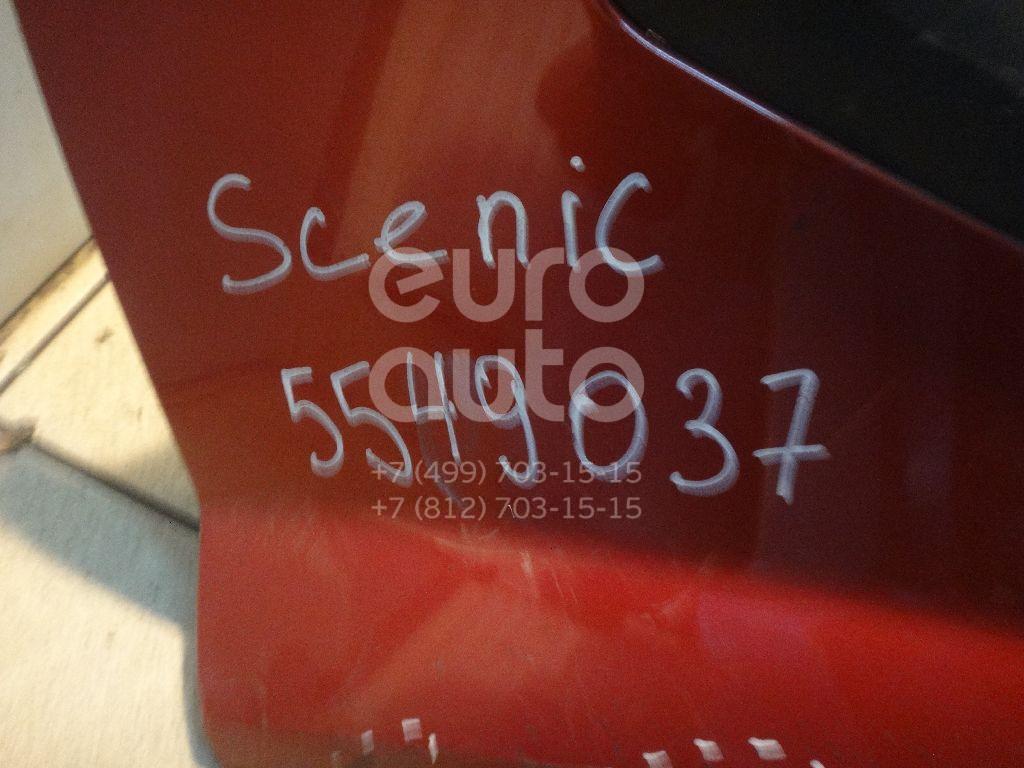 Scenic
euro
auto
5549037
+7 (499) 703-15-15
+7 (812) 703-15-15